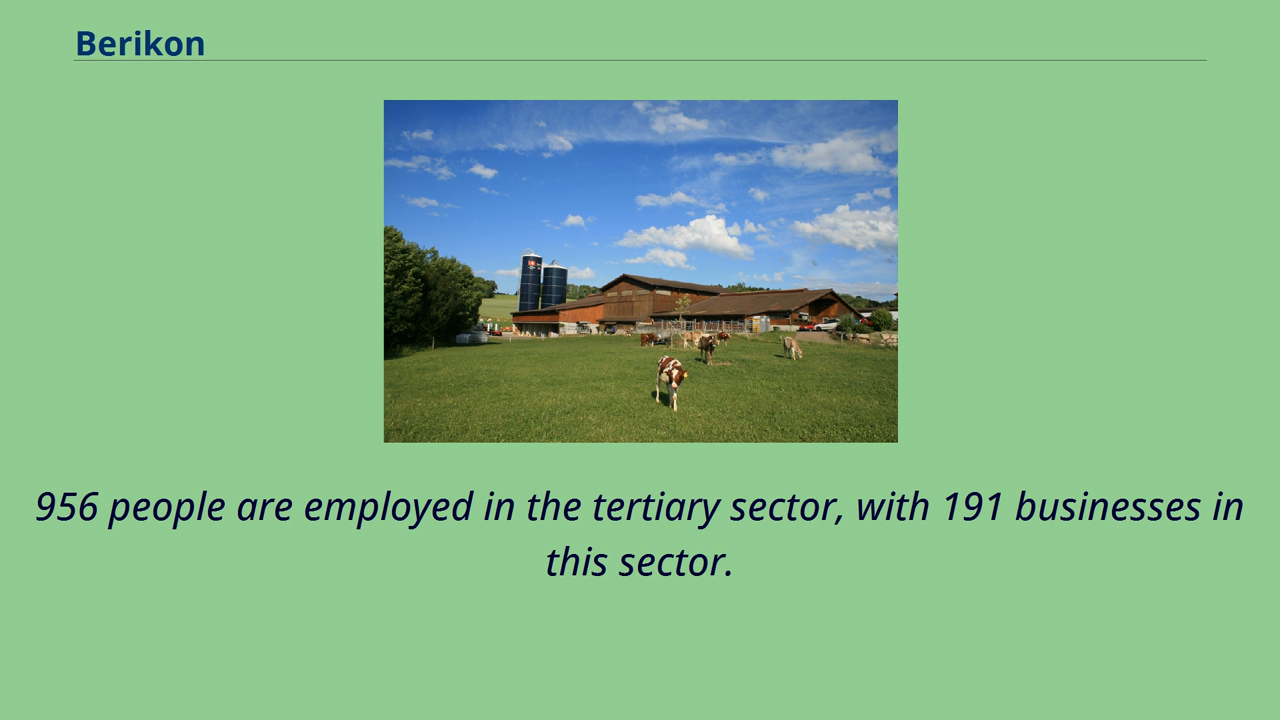 Berikon
956 people are employed in the tertiary sector, with 191 businesses in
this sector.